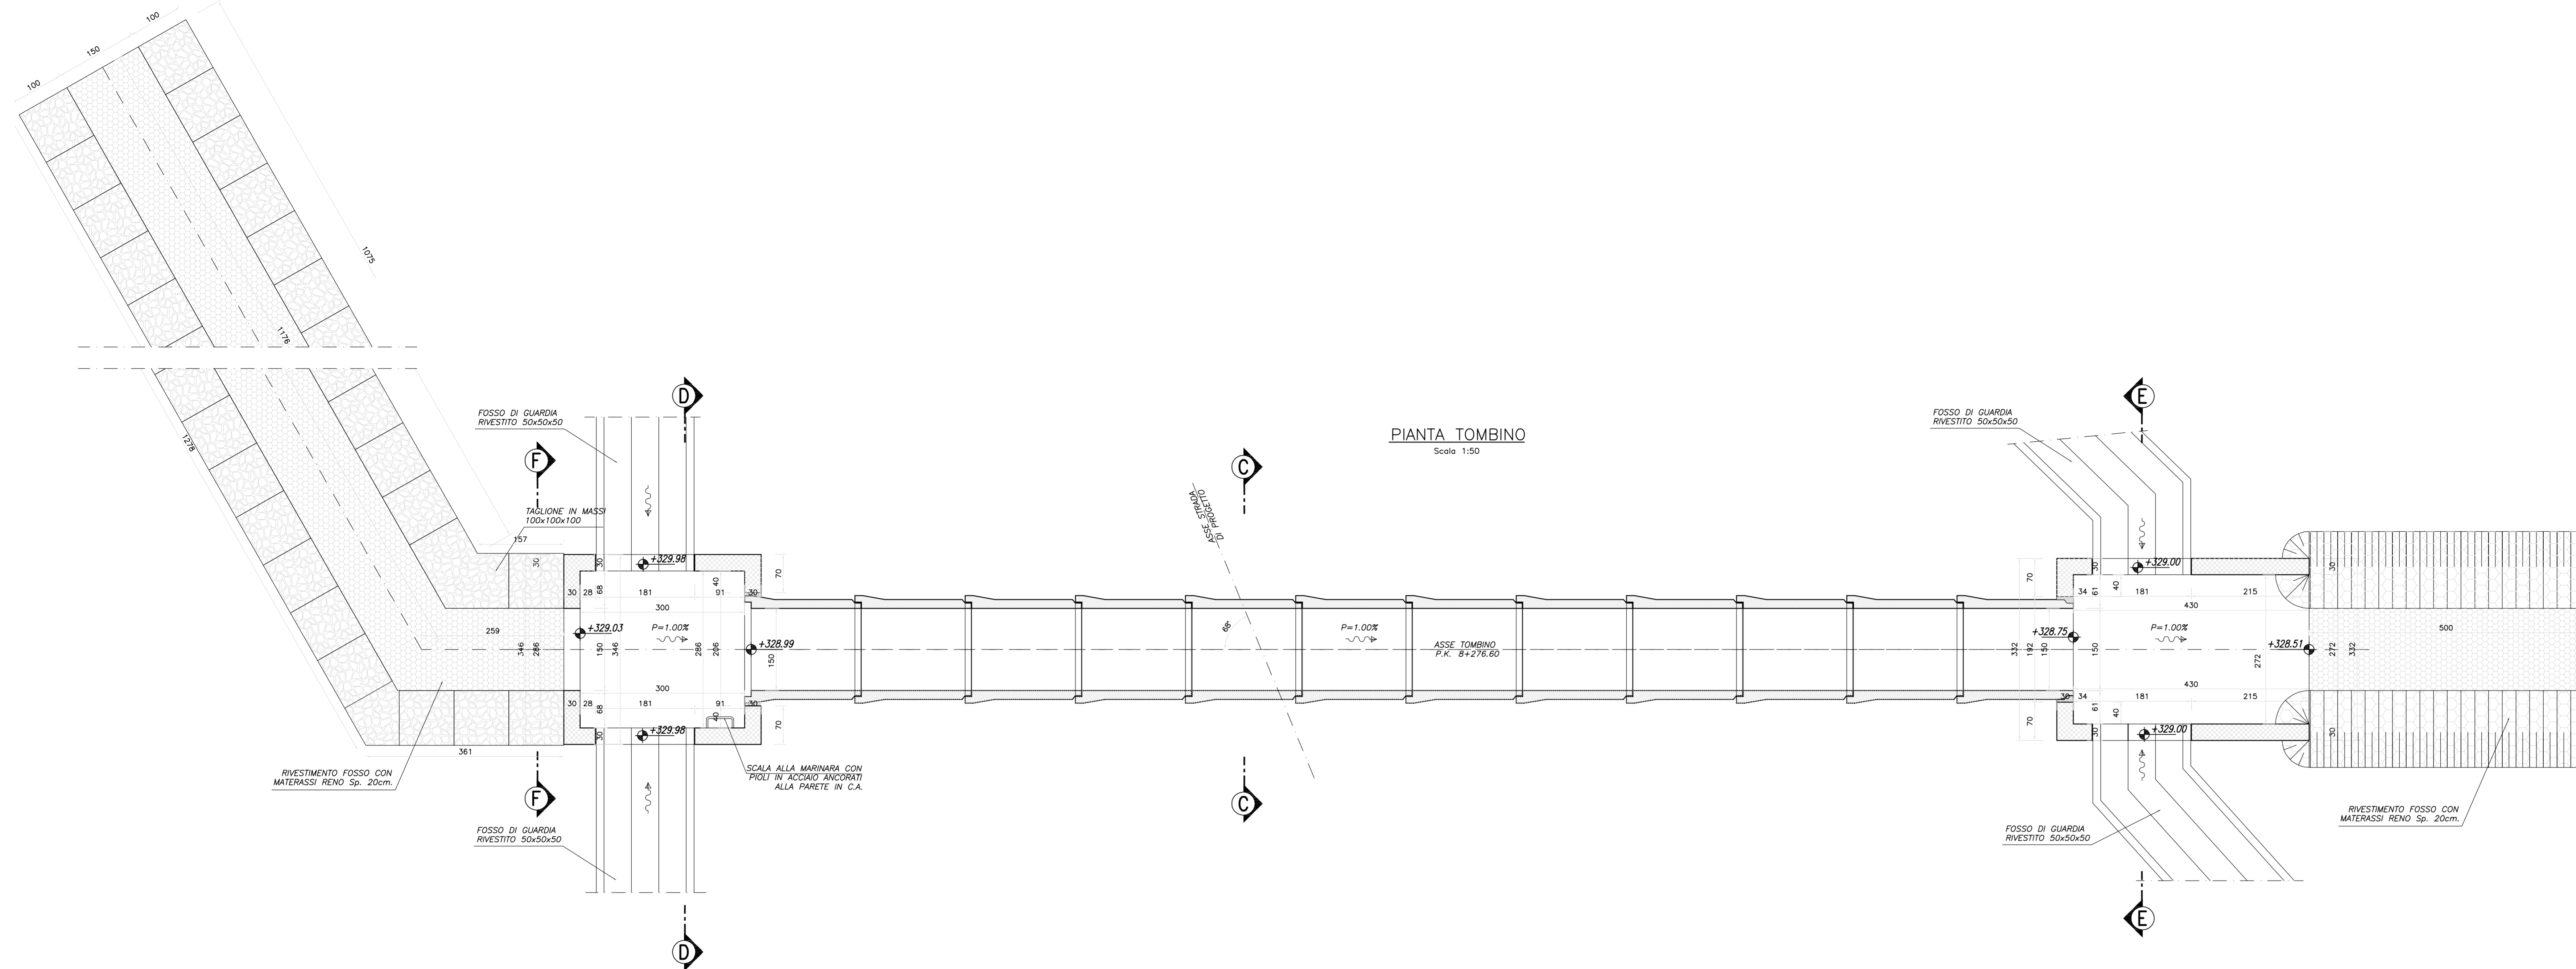 100
150
100
1075
1176
1278
PIANTA TOMBINO
Scala 1:50
FOSSO DI GUARDIA
RIVESTITO 50x50x50
D
F
C
E
ASSE STRADA
DI PROGETTO
FOSSO DI GUARDIA
RIVESTITO 50x50x50
TAGLIONE IN MASSI
100x100x100
157
30
30
68
+329.98
40
70
30
28
181
91
30
300
+329.03
P=1.00%
259
346
286
150
346
286
206
+328.99
150
300
30
28
181
91
30
68
40
70
30
+329.98
361
68°
P=1.00%
ASSE TOMBINO
P.K. 8+276.60
+329.00
30
70
61
40
30
34
181
215
430
+328.75
P=1.00%
332
192
150
150
272
+328.51
272
332
500
430
30
34
181
215
70
61
40
30
+329.00
30
RIVESTIMENTO FOSSO CON
MATERASSI RENO Sp. 20cm.
SCALA ALLA MARINARA CON
PIOLI IN ACCIAIO ANCORATI
ALLA PARETE IN C.A.
F
C
FOSSO DI GUARDIA
RIVESTITO 50x50x50
FOSSO DI GUARDIA
RIVESTITO 50x50x50
RIVESTIMENTO FOSSO CON
MATERASSI RENO Sp. 20cm.
D
E